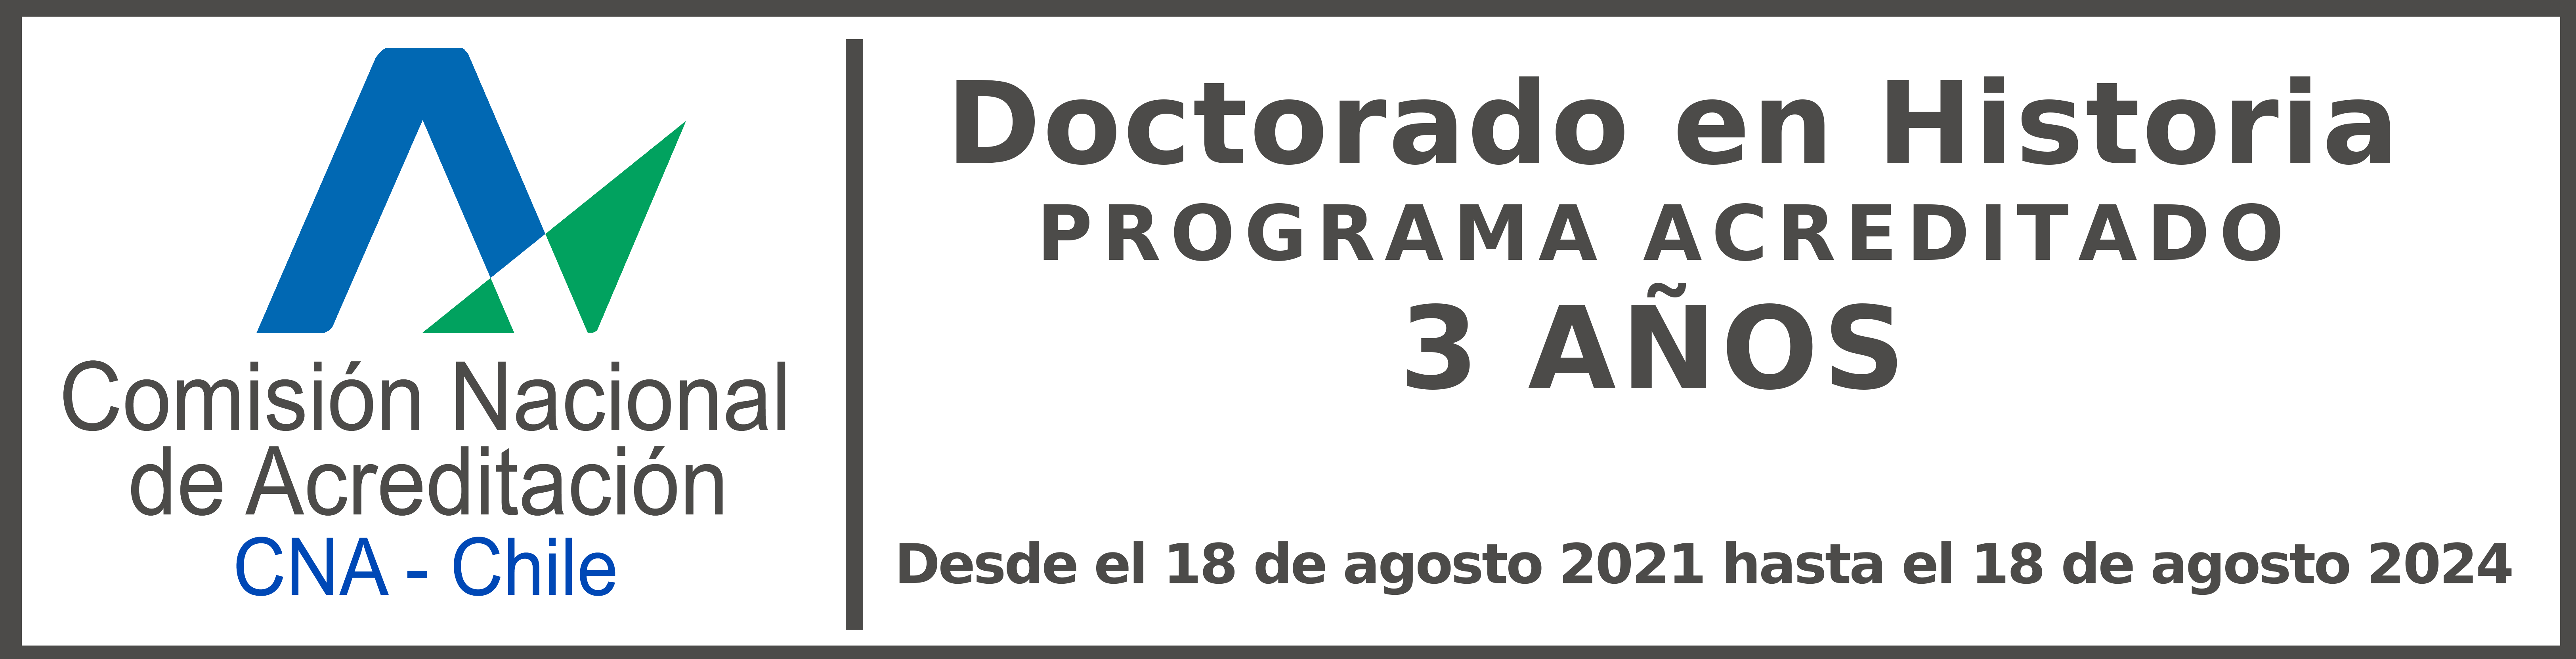 Comisión Nacional
de Acreditación
CNA - Chile
Doctorado en Historia
PROGRAMA ACREDITADO
3 AÑOS
Desde el 18 de agosto 2021 hasta el 18 de agosto 2024